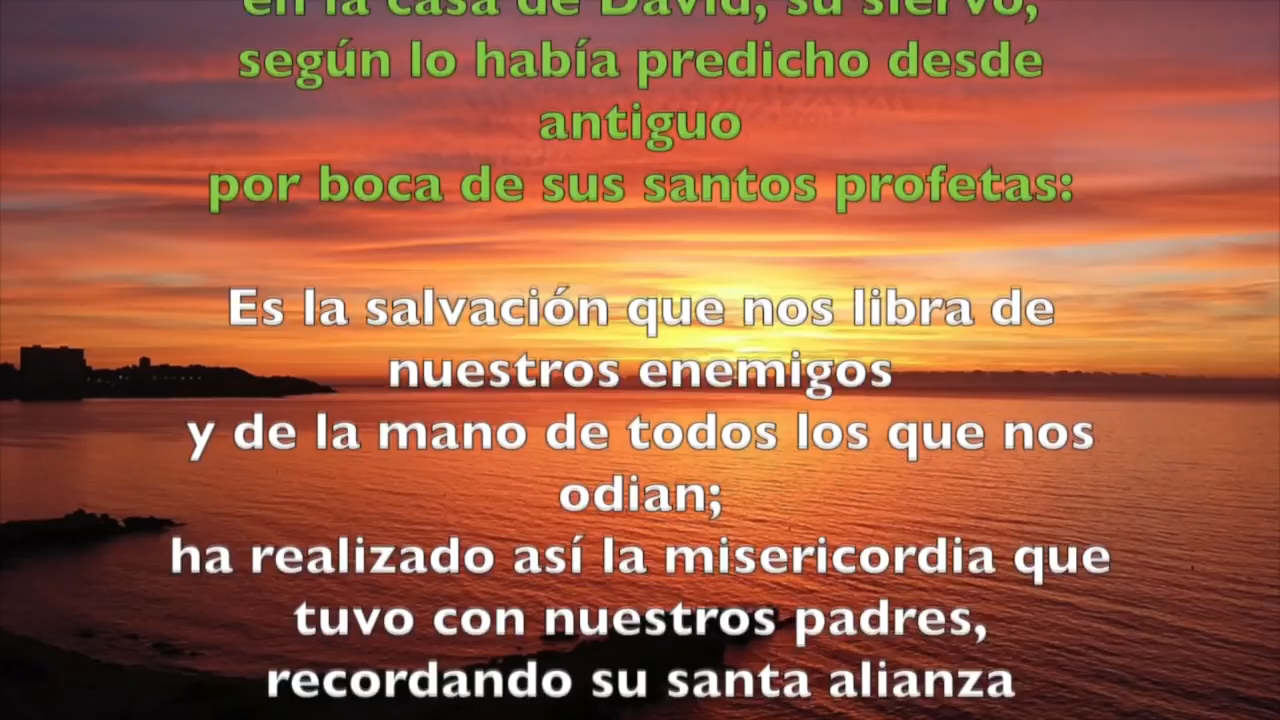 en la casa de David, su siervo,
según lo había predicho desde
antiguo
por boca de sus santos profetas:
Es la salvación que nos libra de
nuestros enemigos
y de la mano de todos los que nos
odian;
ha realizado así la misericordia que
tuvo con nuestros padres,
recordando su santa alianza